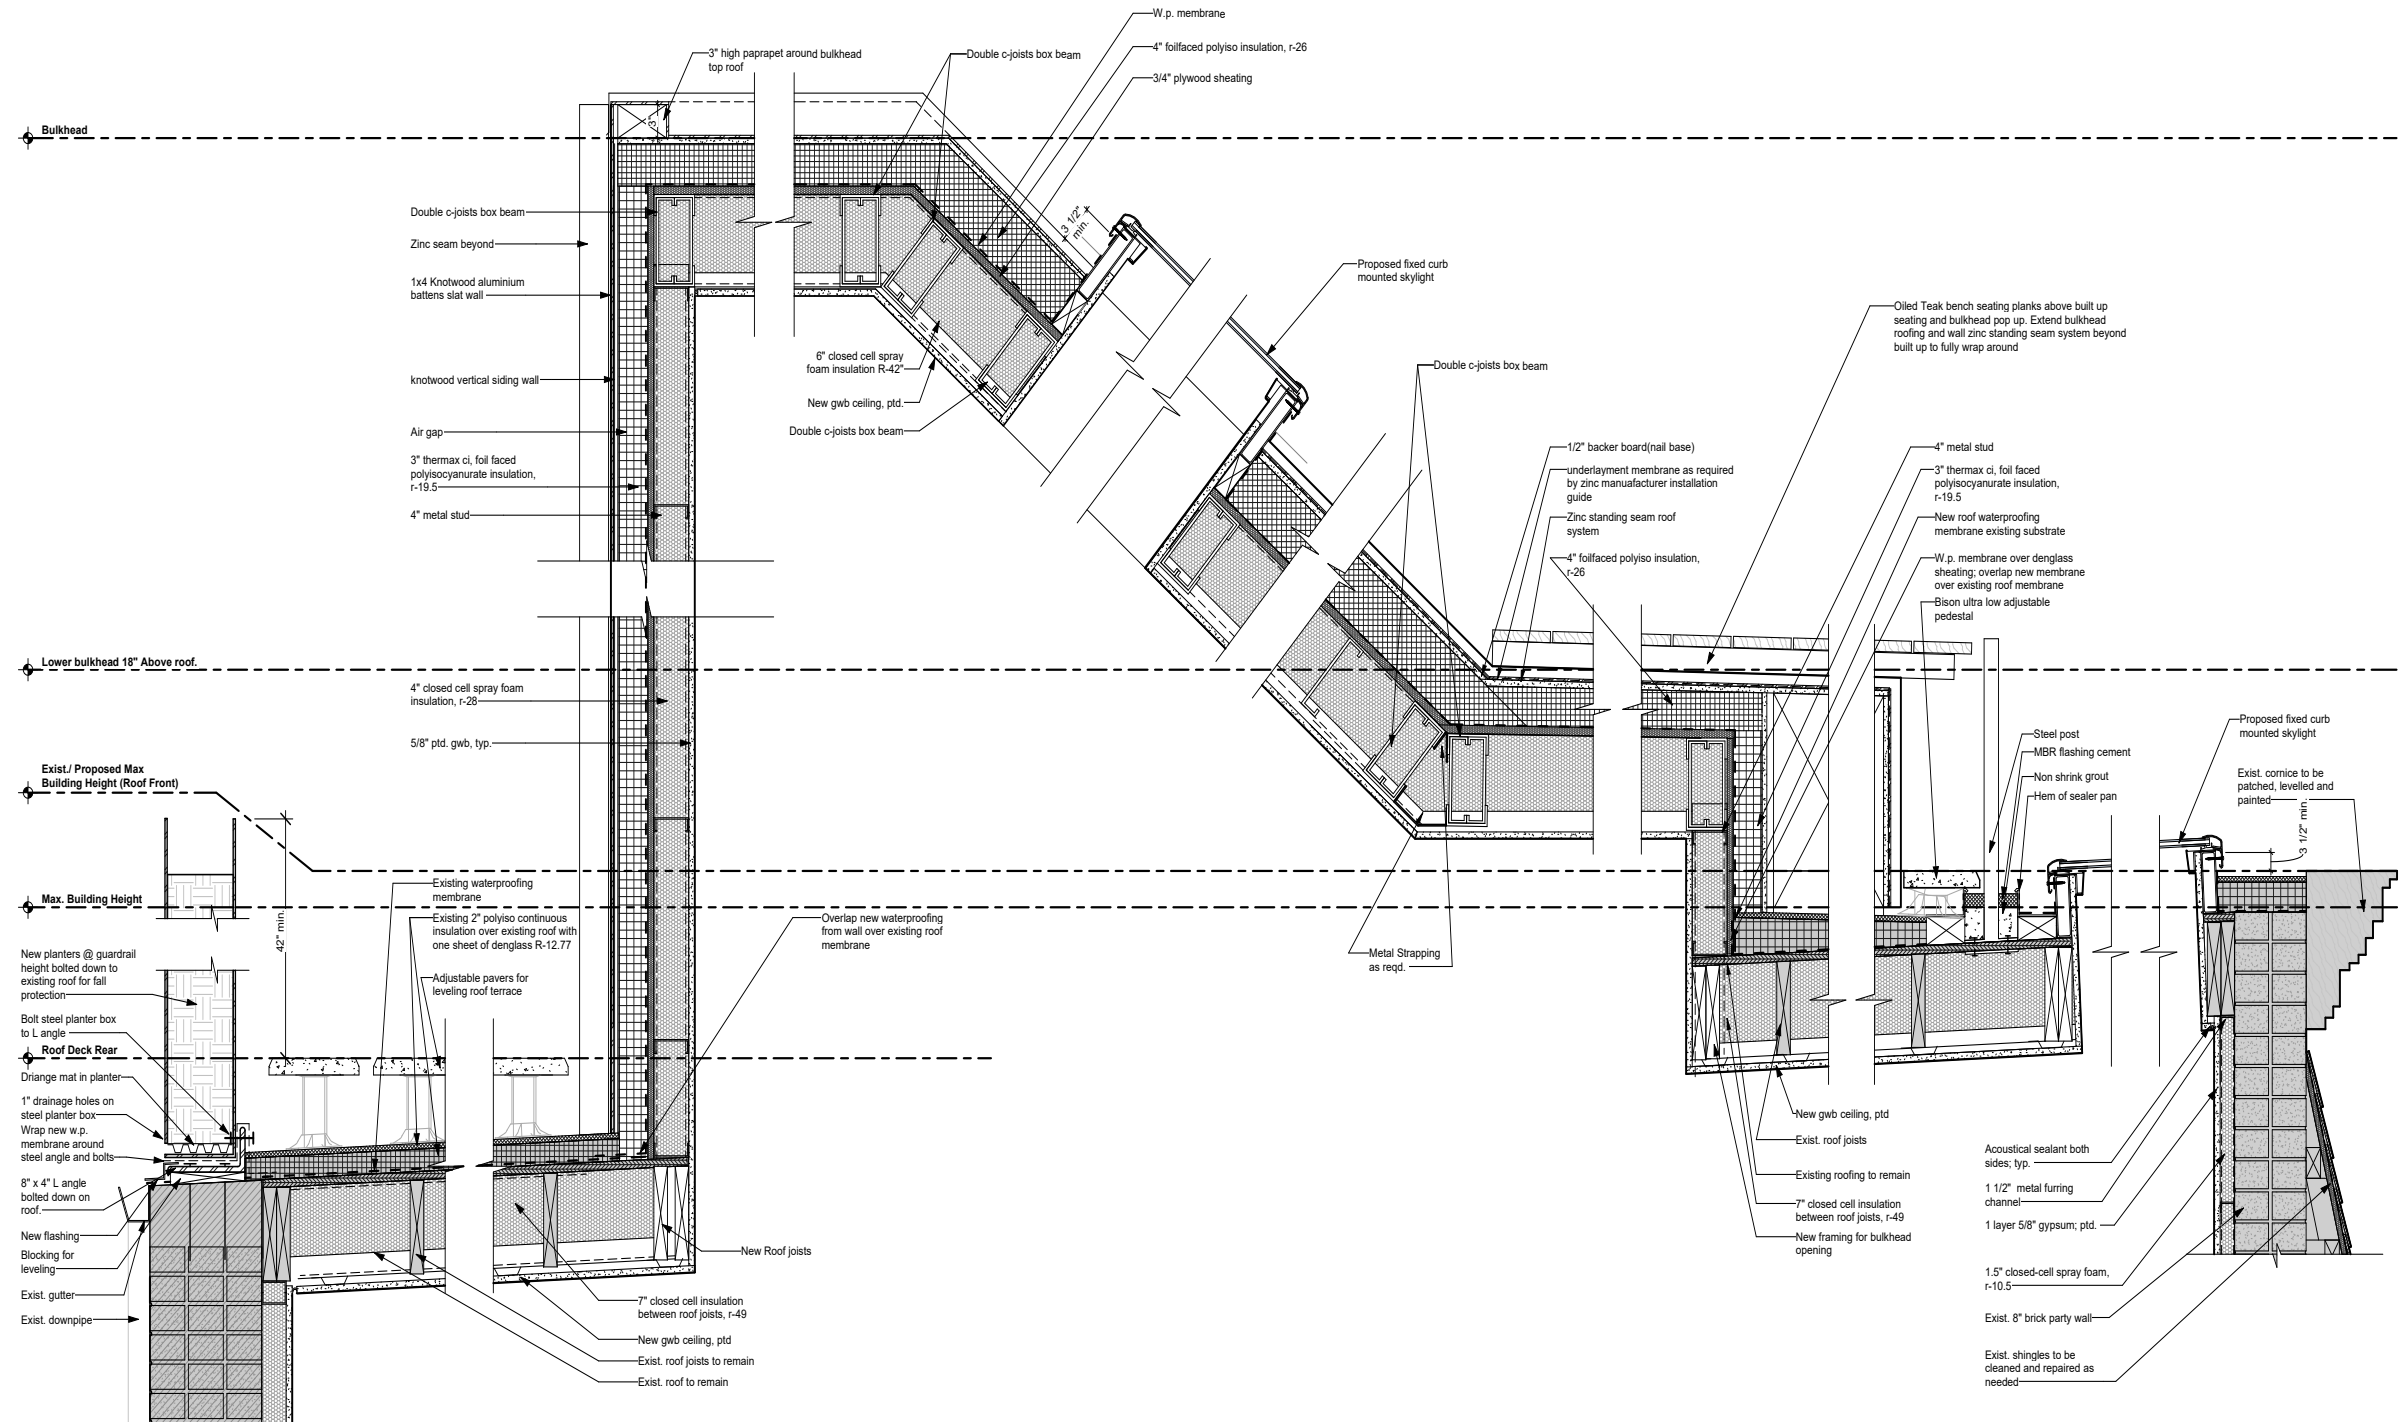 W.p. membrane
4" foilfaced polyiso insulation, r-26
3/4" plywood sheating
3" high paprapet around bulkhead
top roof
Double c-joists box beam
Bulkhead
3"
Double c-joists box beam
Zinc seam beyond
1x4 Knotwood aluminium
battens slat wall
knotwood vertical siding wall
Air gap
3" thermax ci, foil faced
polyisocyanurate insulation,
r-19.5
4" metal stud
3 1/2"
min.
6" closed cell spray
foam insulation R-42"
New gwb ceiling, ptd.
Double c-joists box beam
Proposed fixed curb
mounted skylight
Double c-joists box beam
Oiled Teak bench seating planks above built up
seating and bulkhead pop up. Extend bulkhead
roofing and wall zinc standing seam system beyond
built up to fully wrap around
1/2" backer board(nail base)
underlayment membrane as required
by zinc manuafacturer installation
guide
Zinc standing seam roof
system
4" foilfaced polyiso insulation,
r-26
4" metal stud
3" thermax ci, foil faced
polyisocyanurate insulation,
r-19.5
New roof waterproofing
membrane existing substrate
W.p. membrane over denglass
sheating; overlap new membrane
over existing roof membrane
Bison ultra low adjustable
pedestal
Lower bulkhead 18" Above roof.
4" closed cell spray foam
insulation, r-28
5/8" ptd. gwb, typ.
Exist./ Proposed Max
Building Height (Roof Front)
Steel post
MBR flashing cement
Non shrink grout
Hem of sealer pan
Proposed fixed curb
mounted skylight
Exist. cornice to be
patched, levelled and
painted
3 1/2" min.
Max. Building Height
42" min.
Existing waterproofing
membrane
Existing 2" polyiso continuous
insulation over existing roof with
one sheet of denglass R-12.77
Adjustable pavers for
leveling roof terrace
Overlap new waterproofing
from wall over existing roof
membrane
Metal Strapping
as reqd.
New planters @ guardrail
height bolted down to
existing roof for fall
protection
Bolt steel planter box
to L angle
Roof Deck Rear
Driange mat in planter
1" drainage holes on
steel planter box
Wrap new w.p.
membrane around
steel angle and bolts
8" x 4" L angle
bolted down on
roof.
New flashing
Blocking for
leveling
Exist. gutter
Exist. downpipe
New Roof joists
7" closed cell insulation
between roof joists, r-49
New gwb ceiling, ptd
Exist. roof joists to remain
Exist. roof to remain
New gwb ceiling, ptd
Exist. roof joists
Existing roofing to remain
7" closed cell insulation
between roof joists, r-49
New framing for bulkhead
opening
Acoustical sealant both
sides; typ.
1 1/2" metal furring
channel
1 layer 5/8" gypsum; ptd.
1.5" closed-cell spray foam,
r-10.5
Exist. 8" brick party wall
Exist. shingles to be
cleaned and repaired as
needed